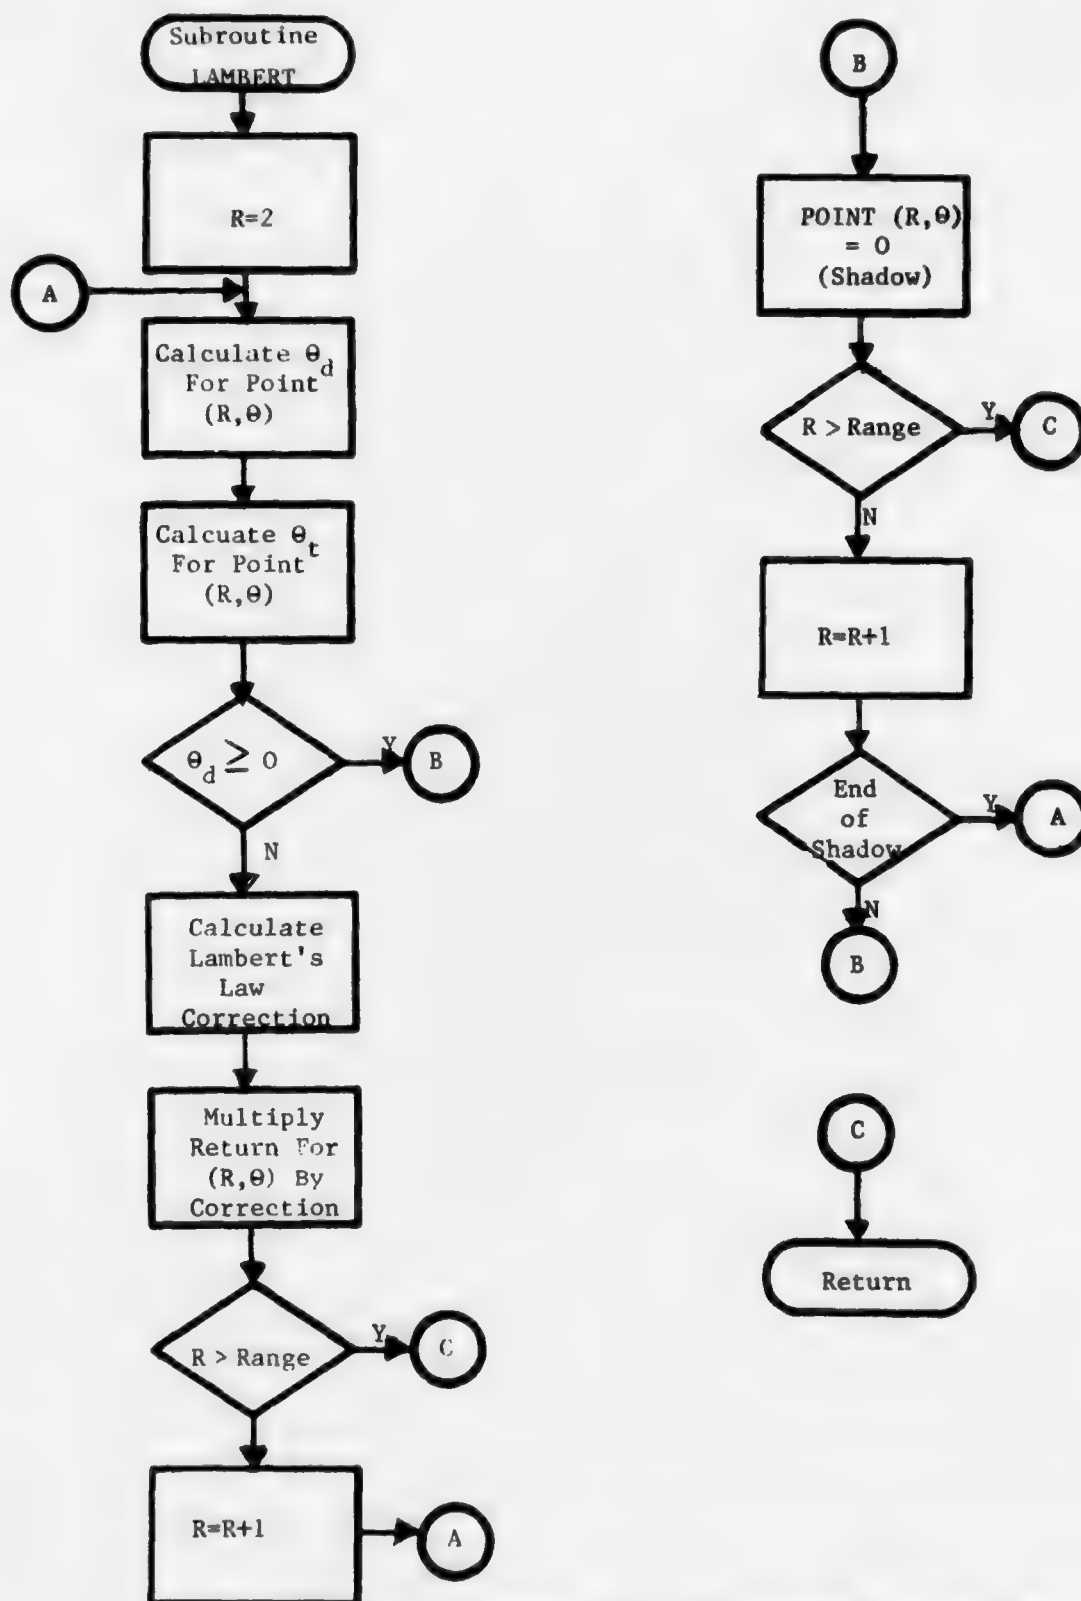 Subroutine
LAMBERT
R=2
A
Calculate θd
For Point
(R,θ)
Calcuate θt
For Point
(R,θ)
θd ≥ 0
Y
B
N
Calculate
Lambert's
Law
Correction
Multiply
Return For
(R,θ) By
Correction
R > Range
Y
C
R=R+1
A
B
POINT (R,θ)
= 0
(Shadow)
R > Range
Y
C
N
R=R+1
End
of
Shadow
Y
A
N
B
C
Return